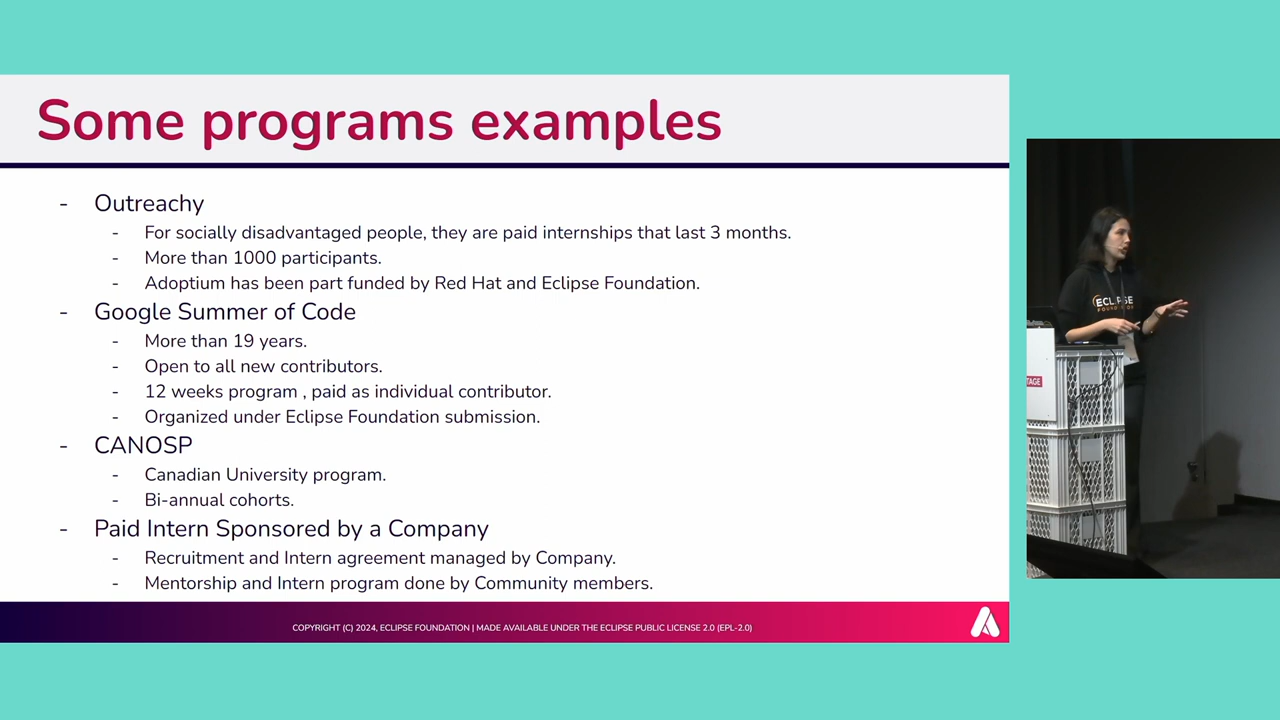 Some programs examples
- Outreachy
- For socially disadvantaged people, they are paid internships that last 3 months.
- More than 1000 participants.
- Adoptium has been part funded by Red Hat and Eclipse Foundation.
- Google Summer of Code
- More than 19 years.
- Open to all new contributors.
- 12 weeks program , paid as individual contributor.
- Organized under Eclipse Foundation submission.
- CANOSP
- Canadian University program.
- Bi-annual cohorts.
- Paid Intern Sponsored by a Company
- Recruitment and Intern agreement managed by Company.
- Mentorship and Intern program done by Community members.
COPYRIGHT (C) 2024, ECLIPSE FOUNDATION | MADE AVAILABLE UNDER THE ECLIPSE PUBLIC LICENSE 2.0 (EPL-2.0)
ECLIPSE